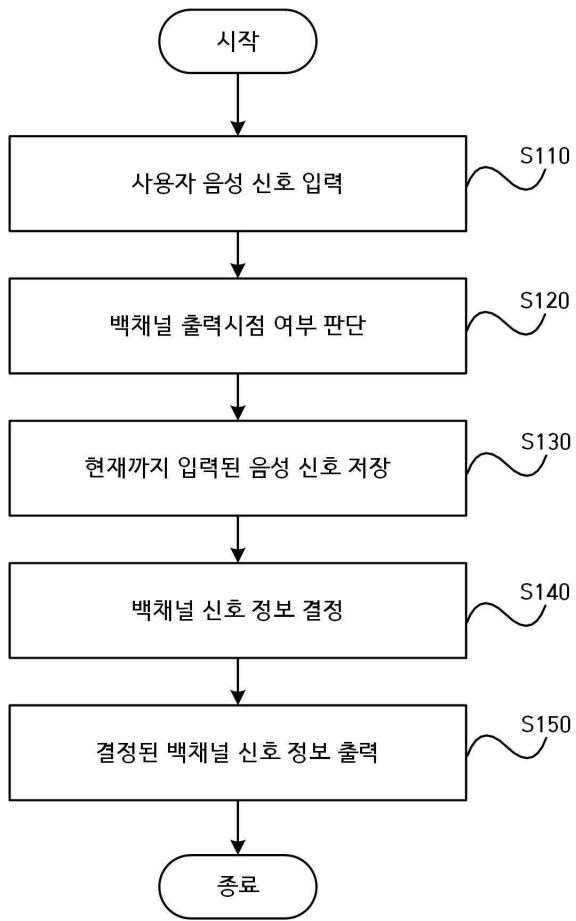 시작
사용자 음성 신호 입력
S110
백채널 출력시점 여부 판단
S120
현재까지 입력된 음성 신호 저장
S130
백채널 신호 정보 결정
S140
결정된 백채널 신호 정보 출력
S150
종료